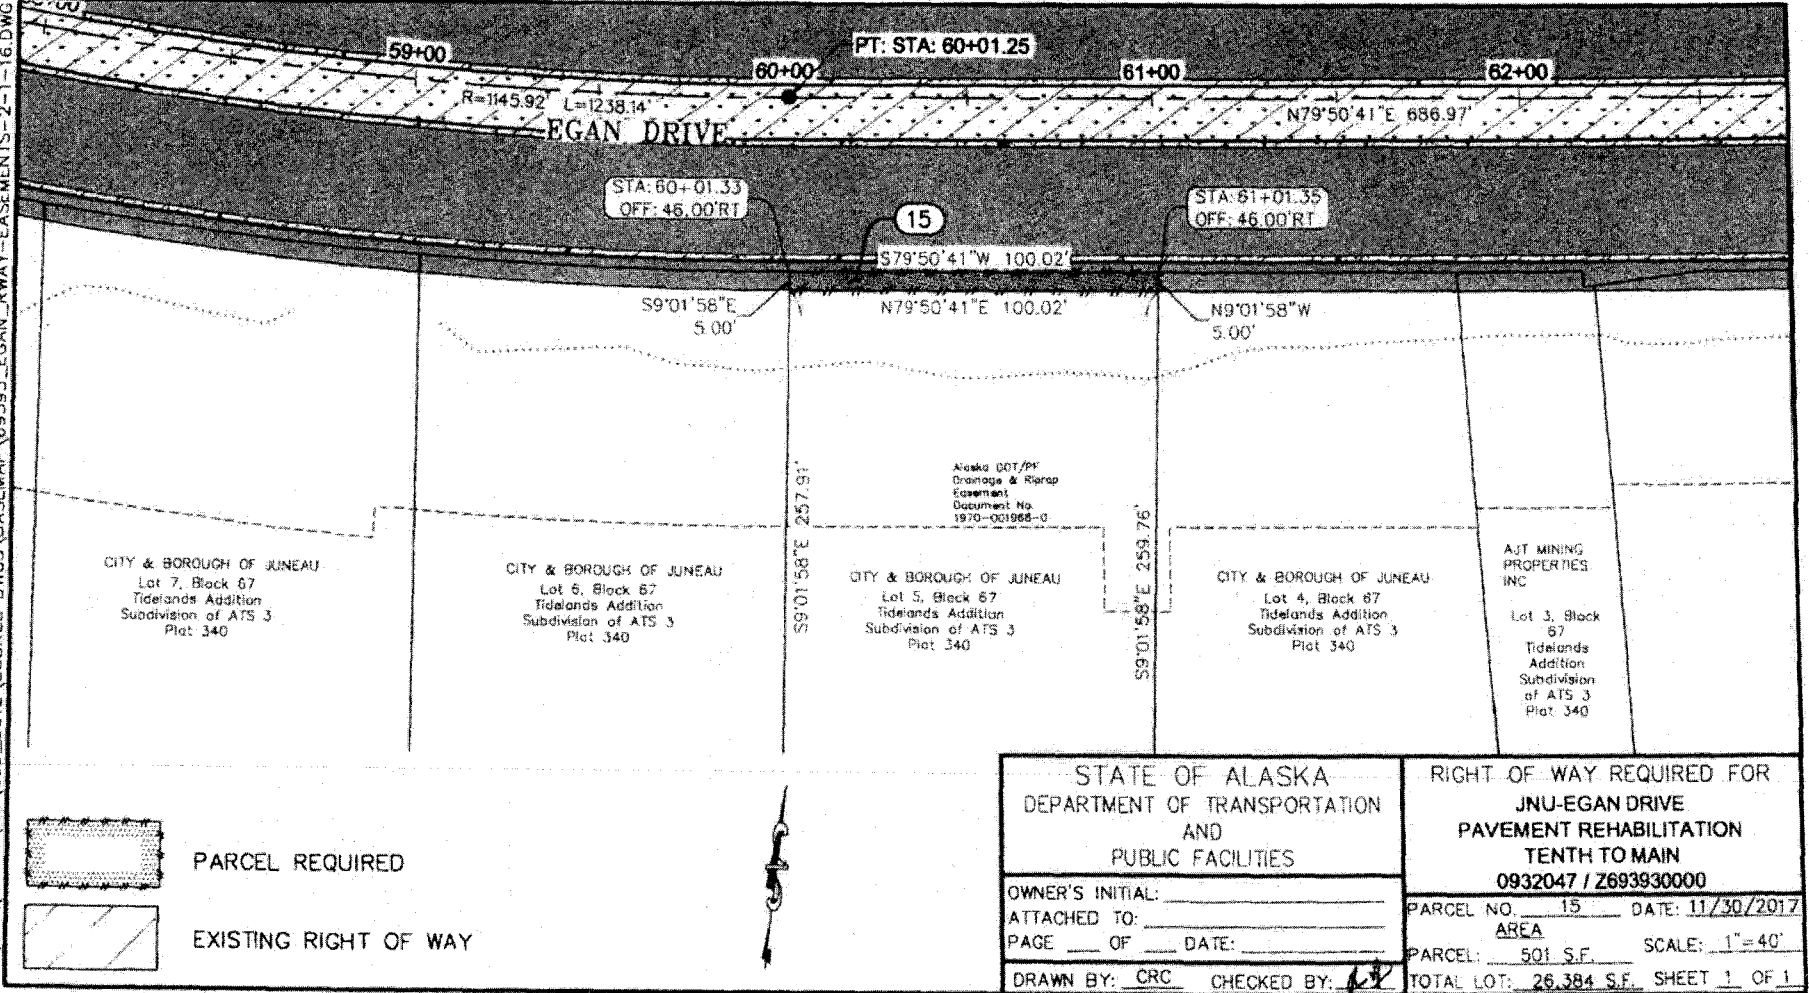 59+00
60+00
PT: STA: 60+01.25
61+00
62+00
R=1145.92' L=1238.14'
N79°50'41"E 686.97'
EGAN DRIVE
STA: 60+01.33
OFF: 46.00'RT
15
STA: 61+01.35
OFF: 46.00'RT
S79°50'41"W 100.02'
S9°01'58"E
5.00'
N79°50'41"E 100.02'
N9°01'58"W
5.00'
S9°01'58"E 257.91'
Alaska DOT/PF
Drainage & Riprap
Easement
Document No.
1970-001968-0
S9°01'58"E 259.76'
CITY & BOROUGH OF JUNEAU
Lot 7, Block 67
Tidelands Addition
Subdivision of ATS 3
Plat 340
CITY & BOROUGH OF JUNEAU
Lot 6, Block 67
Tidelands Addition
Subdivision of ATS 3
Plat 340
CITY & BOROUGH OF JUNEAU
Lot 5, Block 67
Tidelands Addition
Subdivision of ATS 3
Plat 340
CITY & BOROUGH OF JUNEAU
Lot 4, Block 67
Tidelands Addition
Subdivision of ATS 3
Plat 340
AJT MINING
PROPERTIES
INC
Lot 3, Block
67
Tidelands
Addition
Subdivision
of ATS 3
Plat 340
PARCEL REQUIRED
EXISTING RIGHT OF WAY
STATE OF ALASKA
DEPARTMENT OF TRANSPORTATION
AND
PUBLIC FACILITIES
OWNER'S INITIAL:
ATTACHED TO:
PAGE ___ OF ___ DATE:
DRAWN BY: CRC CHECKED BY:
RIGHT OF WAY REQUIRED FOR
JNU-EGAN DRIVE
PAVEMENT REHABILITATION
TENTH TO MAIN
0932047 / Z693930000
PARCEL NO. 15 DATE: 11/30/2017
AREA
PARCEL: 501 S.F. SCALE: 1"=40'
TOTAL LOT: 26,384 S.F. SHEET 1 OF 1